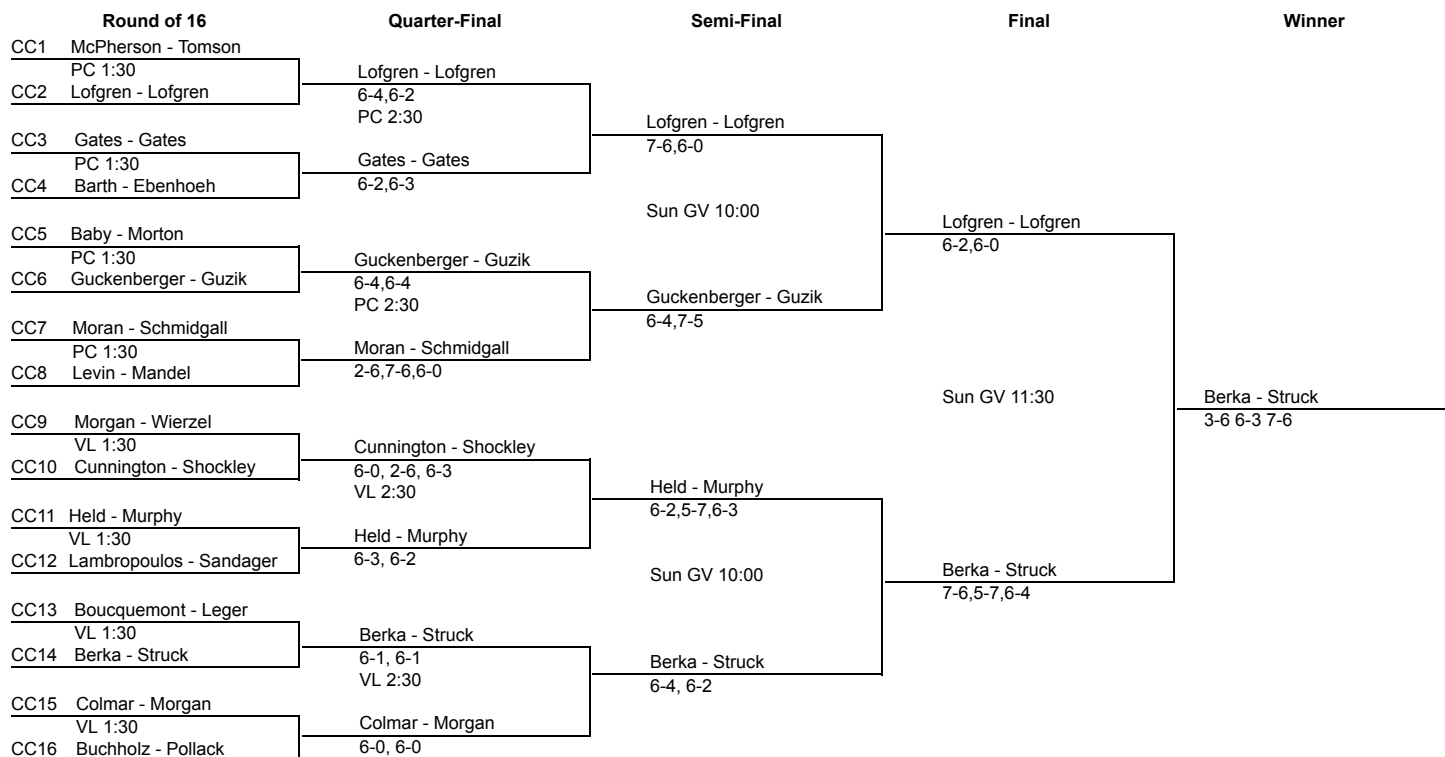 Round of 16
Quarter-Final
Semi-Final
Final
Winner
CC1 McPherson - Tomson
PC 1:30
CC2 Lofgren - Lofgren
CC3 Gates - Gates
PC 1:30
CC4 Barth - Ebenhoeh
CC5 Baby - Morton
PC 1:30
CC6 Guckenberger - Guzik
CC7 Moran - Schmidgall
PC 1:30
CC8 Levin - Mandel
CC9 Morgan - Wierzel
VL 1:30
CC10 Cunnington - Shockley
CC11 Held - Murphy
VL 1:30
CC12 Lambropoulos - Sandager
CC13 Boucquemont - Leger
VL 1:30
CC14 Berka - Struck
CC15 Colmar - Morgan
VL 1:30
CC16 Buchholz - Pollack
Lofgren - Lofgren
6-4,6-2
PC 2:30
Gates - Gates
6-2,6-3
Guckenberger - Guzik
6-4,6-4
PC 2:30
Moran - Schmidgall
2-6,7-6,6-0
Cunnington - Shockley
6-0, 2-6, 6-3
VL 2:30
Held - Murphy
6-3, 6-2
Berka - Struck
6-1, 6-1
VL 2:30
Colmar - Morgan
6-0, 6-0
Lofgren - Lofgren
7-6,6-0
Sun GV 10:00
Guckenberger - Guzik
6-4,7-5
Held - Murphy
6-2,5-7,6-3
Sun GV 10:00
Berka - Struck
6-4, 6-2
Lofgren - Lofgren
6-2,6-0
Sun GV 11:30
Berka - Struck
7-6,5-7,6-4
Berka - Struck
3-6 6-3 7-6